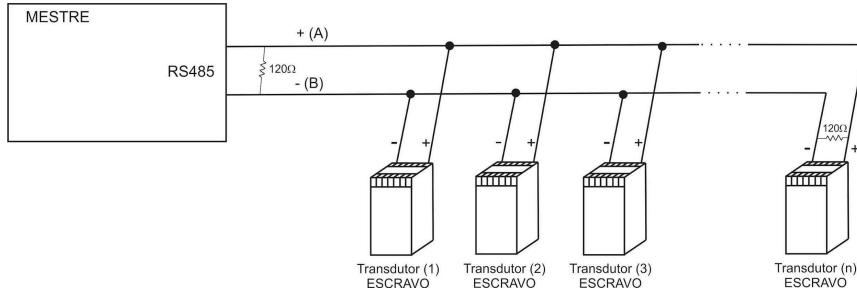 MESTRE
RS485
+ (A)
120Ω
- (B)
- +
- +
- +
120Ω
- +
Transdutor (1)
ESCRAVO
Transdutor (2)
ESCRAVO
Transdutor (3)
ESCRAVO
Transdutor (n)
ESCRAVO